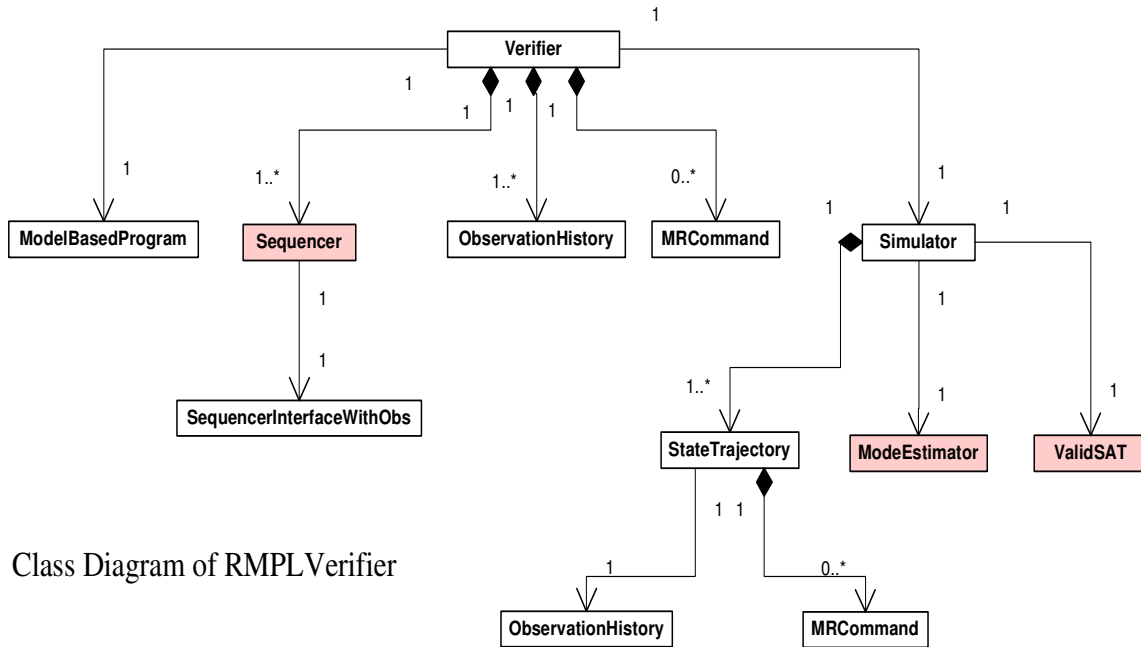 1
1
Verifier
1
1
1
1
1
1..*
1..*
0..*
1
1
1
ModelBasedProgram
Sequencer
ObservationHistory
MRCommand
Simulator
1
1
1
SequencerInterfaceWithObs
1..*
1
1
StateTrajectory
ModeEstimator
ValidSAT
1
1
Class Diagram of RMPLVerifier
1
0..*
ObservationHistory
MRCommand